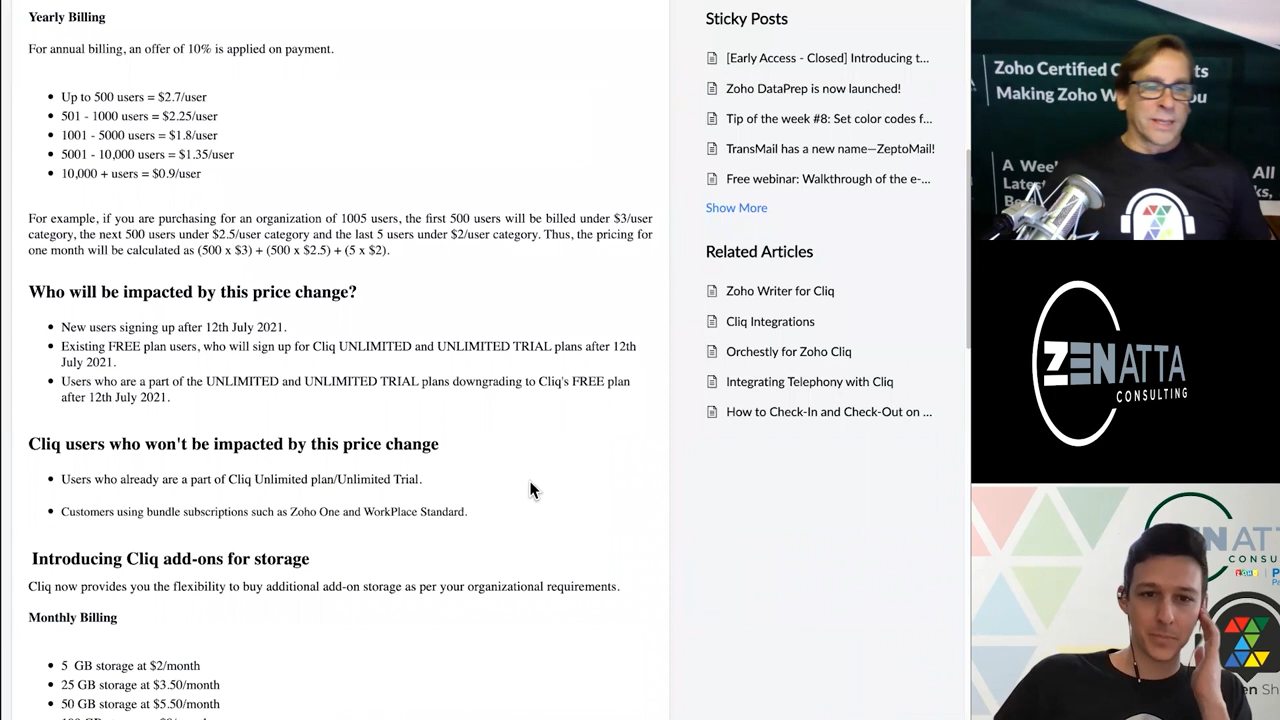 Yearly Billing
For annual billing, an offer of 10% is applied on payment.
Up to 500 users = $2.7/user
501 - 1000 users = $2.25/user
1001 - 5000 users = $1.8/user
5001 - 10,000 users = $1.35/user
10,000 + users = $0.9/user
For example, if you are purchasing for an organization of 1005 users, the first 500 users will be billed under $3/user
category, the next 500 users under $2.5/user category and the last 5 users under $2/user category. Thus, the pricing for
one month will be calculated as (500 x $3) + (500 x $2.5) + (5 x $2).
Who will be impacted by this price change?
New users signing up after 12th July 2021.
Existing FREE plan users, who will sign up for Cliq UNLIMITED and UNLIMITED TRIAL plans after 12th
July 2021.
Users who are a part of the UNLIMITED and UNLIMITED TRIAL plans downgrading to Cliq's FREE plan
after 12th July 2021.
Cliq users who won't be impacted by this price change
Users who already are a part of Cliq Unlimited plan/Unlimited Trial.
Customers using bundle subscriptions such as Zoho One and WorkPlace Standard.
Introducing Cliq add-ons for storage
Cliq now provides you the flexibility to buy additional add-on storage as per your organizational requirements.
Monthly Billing
5 GB storage at $2/month
25 GB storage at $3.50/month
50 GB storage at $5.50/month
Sticky Posts
[Early Access - Closed] Introducing t...
Zoho DataPrep is now launched!
Tip of the week #8: Set color codes f...
TransMail has a new name—ZeptoMail!
Free webinar: Walkthrough of the e-...
Show More
Related Articles
Zoho Writer for Cliq
Cliq Integrations
Orchestly for Zoho Cliq
Integrating Telephony with Cliq
How to Check-In and Check-Out on ...
Zoho Certified
Making Zoho
A
All
ZENATTA
CONSULTING